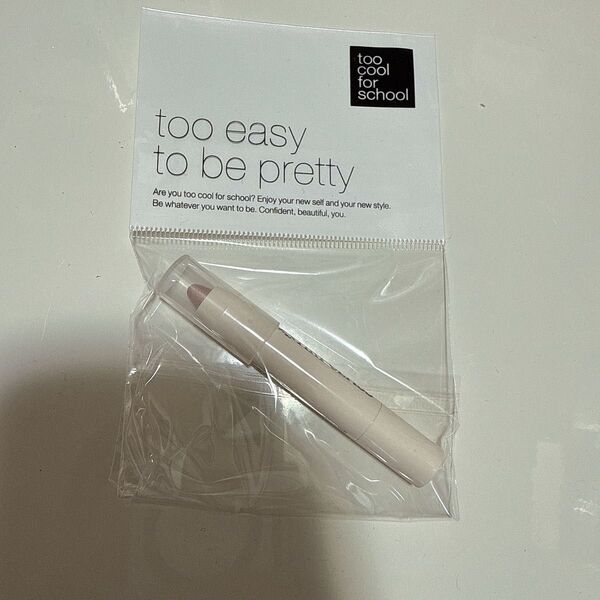 too
cool
for
school
too easy
to be pretty
Are you too cool for school? Enjoy your new self and your new style.
Be whatever you want to be. Confident, beautiful, you.